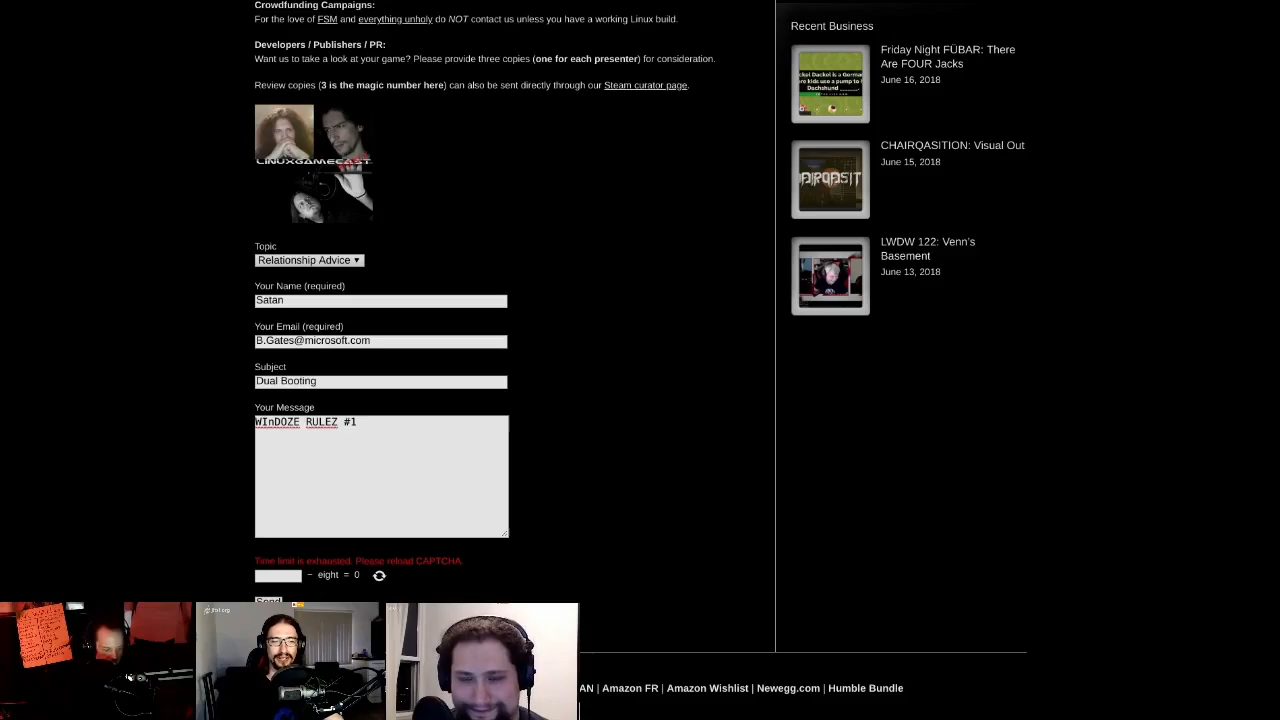 Crowdfunding Campaigns:
For the love of FSM and everything unholy do NOT contact us unless you have a working Linux build.
Developers / Publishers / PR:
Want us to take a look at your game? Please provide three copies (one for each presenter) for consideration.
Review copies (3 is the magic number here) can also be sent directly through our Steam curator page.
LINUXGAMECAST
Topic
Relationship Advice ▼
Your Name (required)
Satan
Your Email (required)
B.Gates@microsoft.com
Subject
Dual Booting
Your Message
WInDOZE RULEZ #1
Time limit is exhausted. Please reload CAPTCHA.
− eight = 0
Send
Recent Business
Friday Night FÜBAR: There
Are FOUR Jacks
June 16, 2018
CHAIRQASITION: Visual Out
June 15, 2018
LWDW 122: Venn's
Basement
June 13, 2018
AN | Amazon FR | Amazon Wishlist | Newegg.com | Humble Bundle